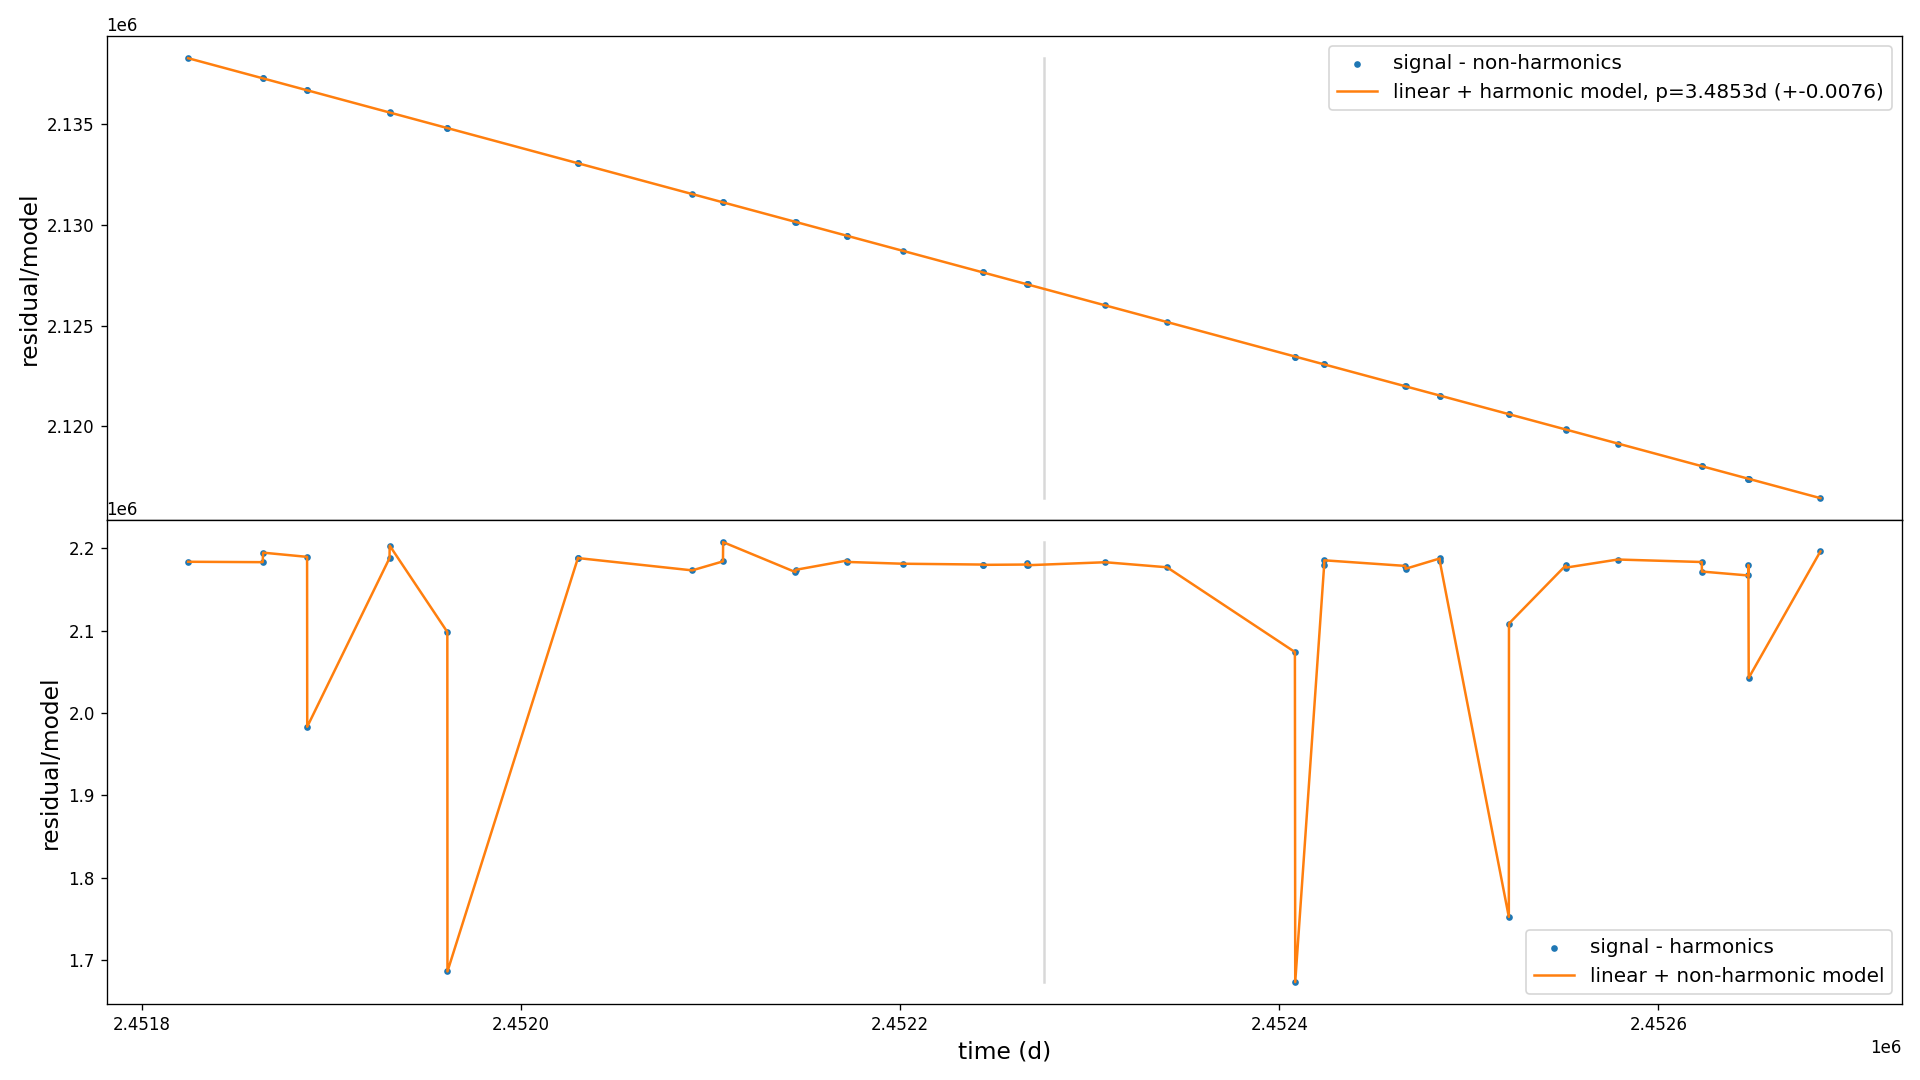 1e6
signal - non-harmonics
linear + harmonic model, p=3.4853d (+-0.0076)
2.135
2.130
2.125
2.120
residual/model
1e6
2.2
2.1
2.0
1.9
1.8
1.7
residual/model
signal - harmonics
linear + non-harmonic model
2.4518
2.4520
2.4522
2.4524
2.4526
1e6
time (d)